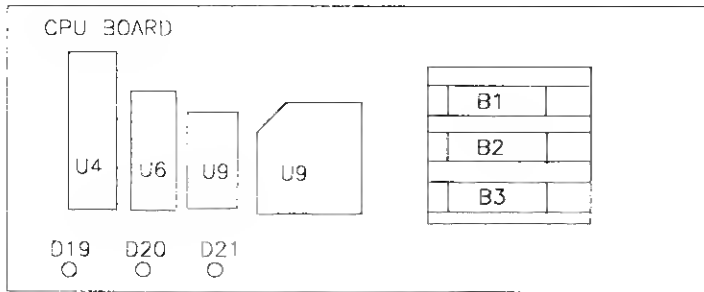 CPU BOARD
B1
B2
B3
U4 U6 U9 U9
D19 D20 D21